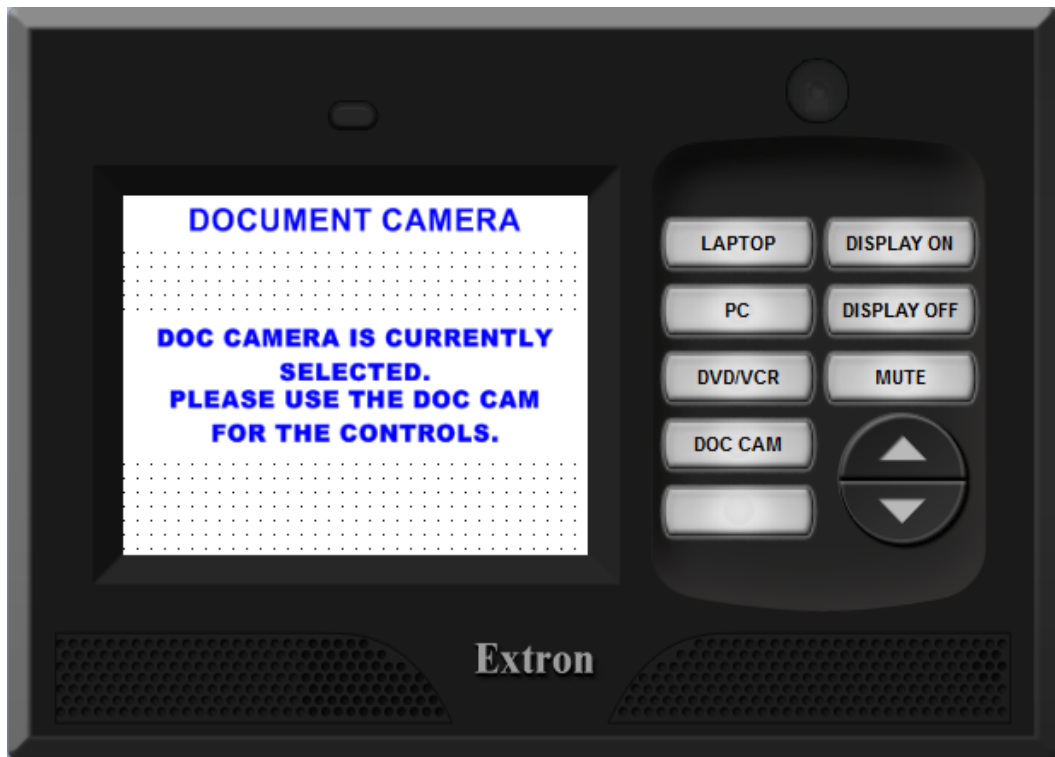 DOCUMENT CAMERA
DOC CAMERA IS CURRENTLY
SELECTED.
PLEASE USE THE DOC CAM
FOR THE CONTROLS.
LAPTOP
DISPLAY ON
PC
DISPLAY OFF
DVD/VCR
MUTE
DOC CAM
Extron